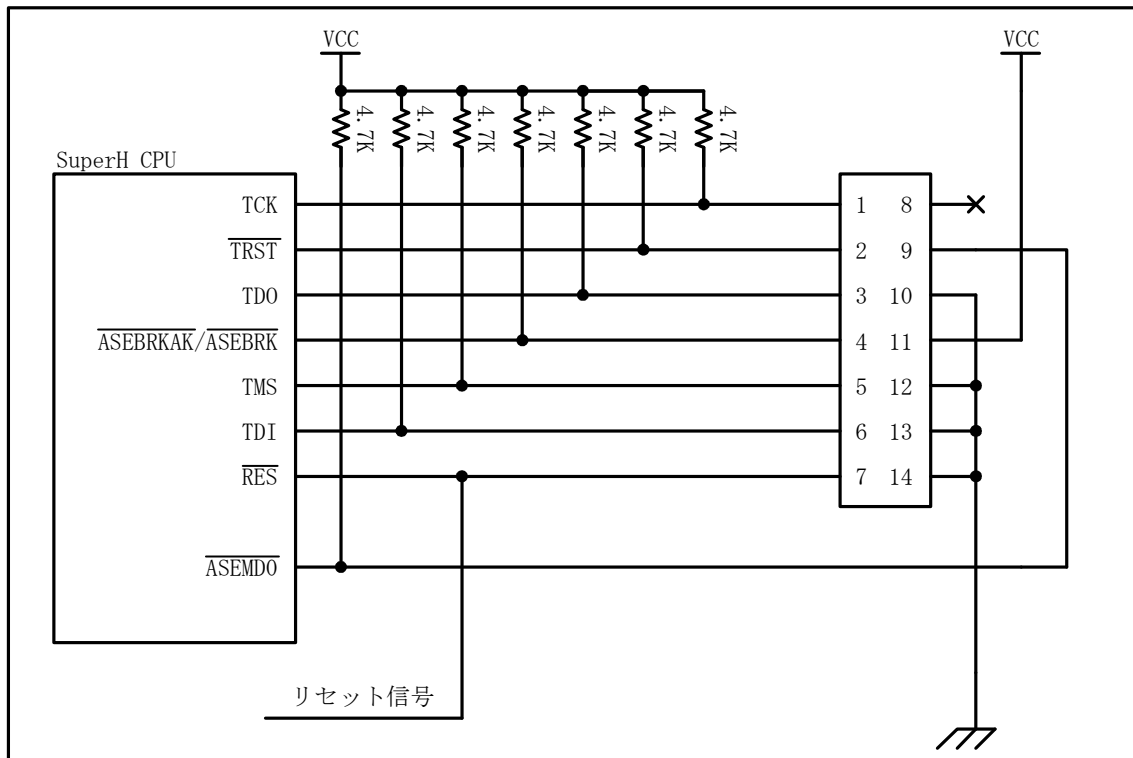 VCC VCC
4.7K 4.7K 4.7K 4.7K 4.7K 4.7K 4.7K
SuperH CPU
TCK 1 8
TRST 2 9
TDO 3 10
ASEBRKAK/ASEBRK 4 11
TMS 5 12
TDI 6 13
RES 7 14
ASEMD0
リセット信号